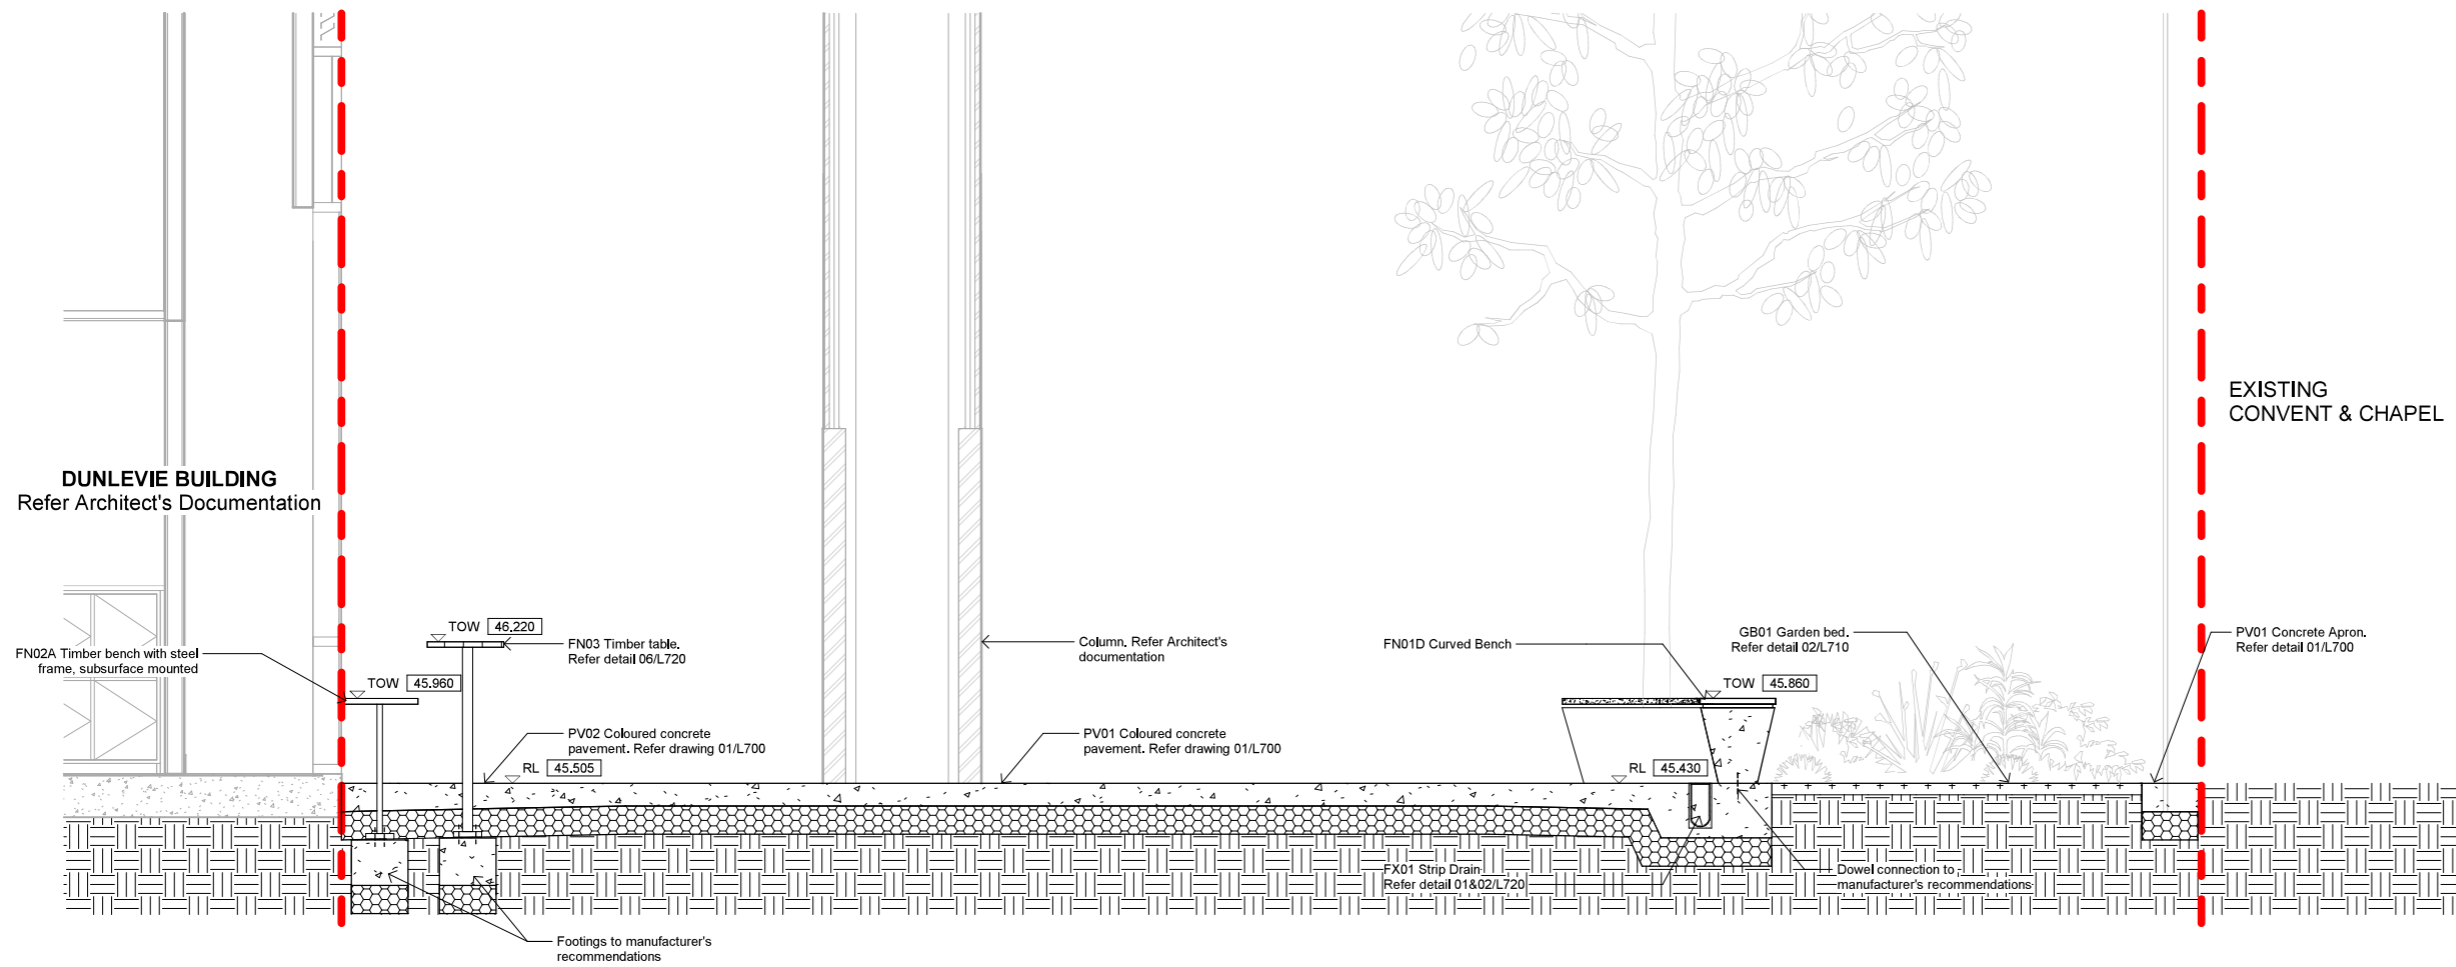 EXISTING
CONVENT & CHAPEL
DUNLEVIE BUILDING
Refer Architect's Documentation
FN02A Timber bench with steel
frame, subsurface mounted
TOW 46.220
FN03 Timber table.
Refer detail 06/L720
TOW 45.960
PV02 Coloured concrete
pavement. Refer drawing 01/L700
RL 45.505
Column. Refer Architect's
documentation
PV01 Coloured concrete
pavement. Refer drawing 01/L700
FN01D Curved Bench
TOW 45.860
RL 45.430
GB01 Garden bed.
Refer detail 02/L710
PV01 Concrete Apron.
Refer detail 01/L700
FX01 Strip Drain
Refer detail 01&02/L720
Dowel connection to
manufacturer's recommendations
Footings to manufacturer's
recommendations